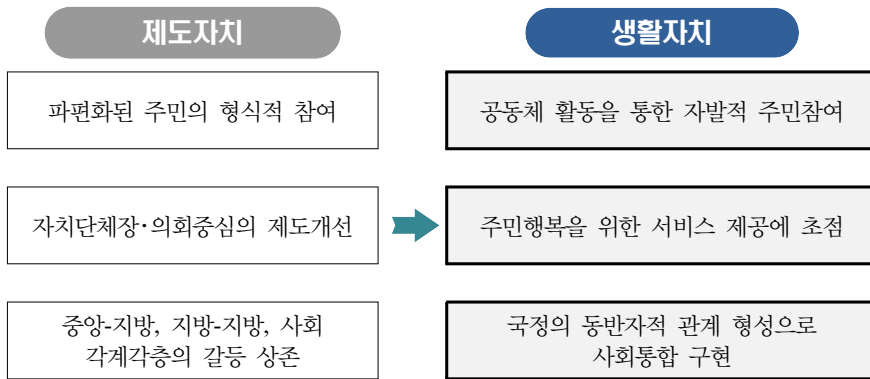 제도자치
생활자치
파편화된 주민의 형식적 참여
공동체 활동을 통한 자발적 주민참여
자치단체장·의회중심의 제도개선
주민행복을 위한 서비스 제공에 초점
중앙-지방, 지방-지방, 사회
각계각층의 갈등 상존
국정의 동반자적 관계 형성으로
사회통합 구현